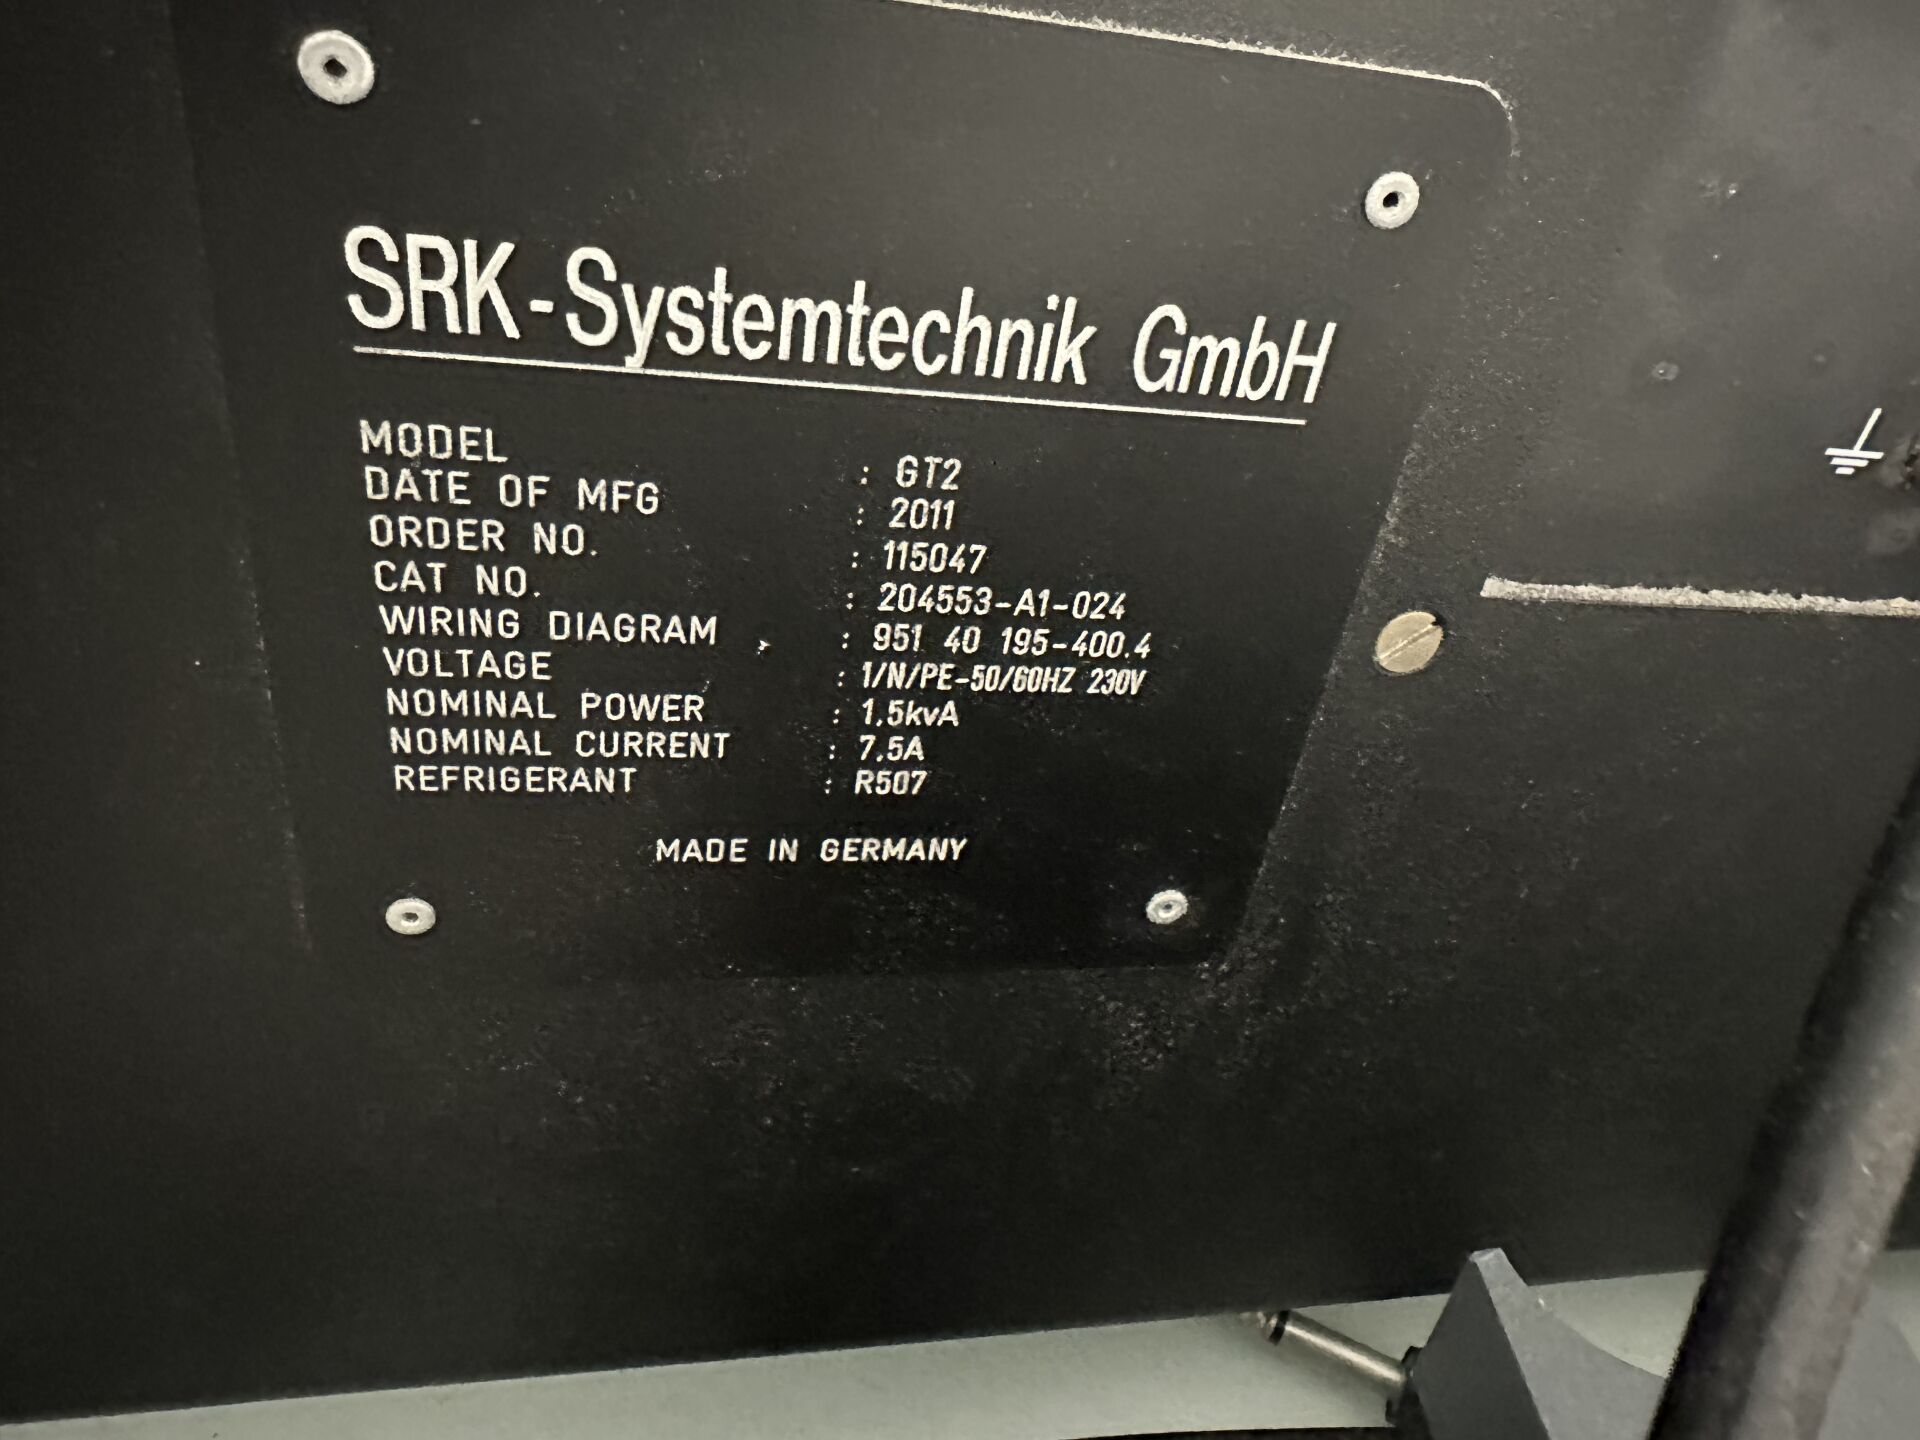 SRK-Systemtechnik GmbH
MODEL : GT2
DATE OF MFG : 2011
ORDER NO. : 115047
CAT NO. : 204553-A1-024
WIRING DIAGRAM : 951 40 195-400.4
VOLTAGE : 1/N/PE-50/60HZ 230V
NOMINAL POWER : 1.5kvA
NOMINAL CURRENT : 7.5A
REFRIGERANT : R507
MADE IN GERMANY